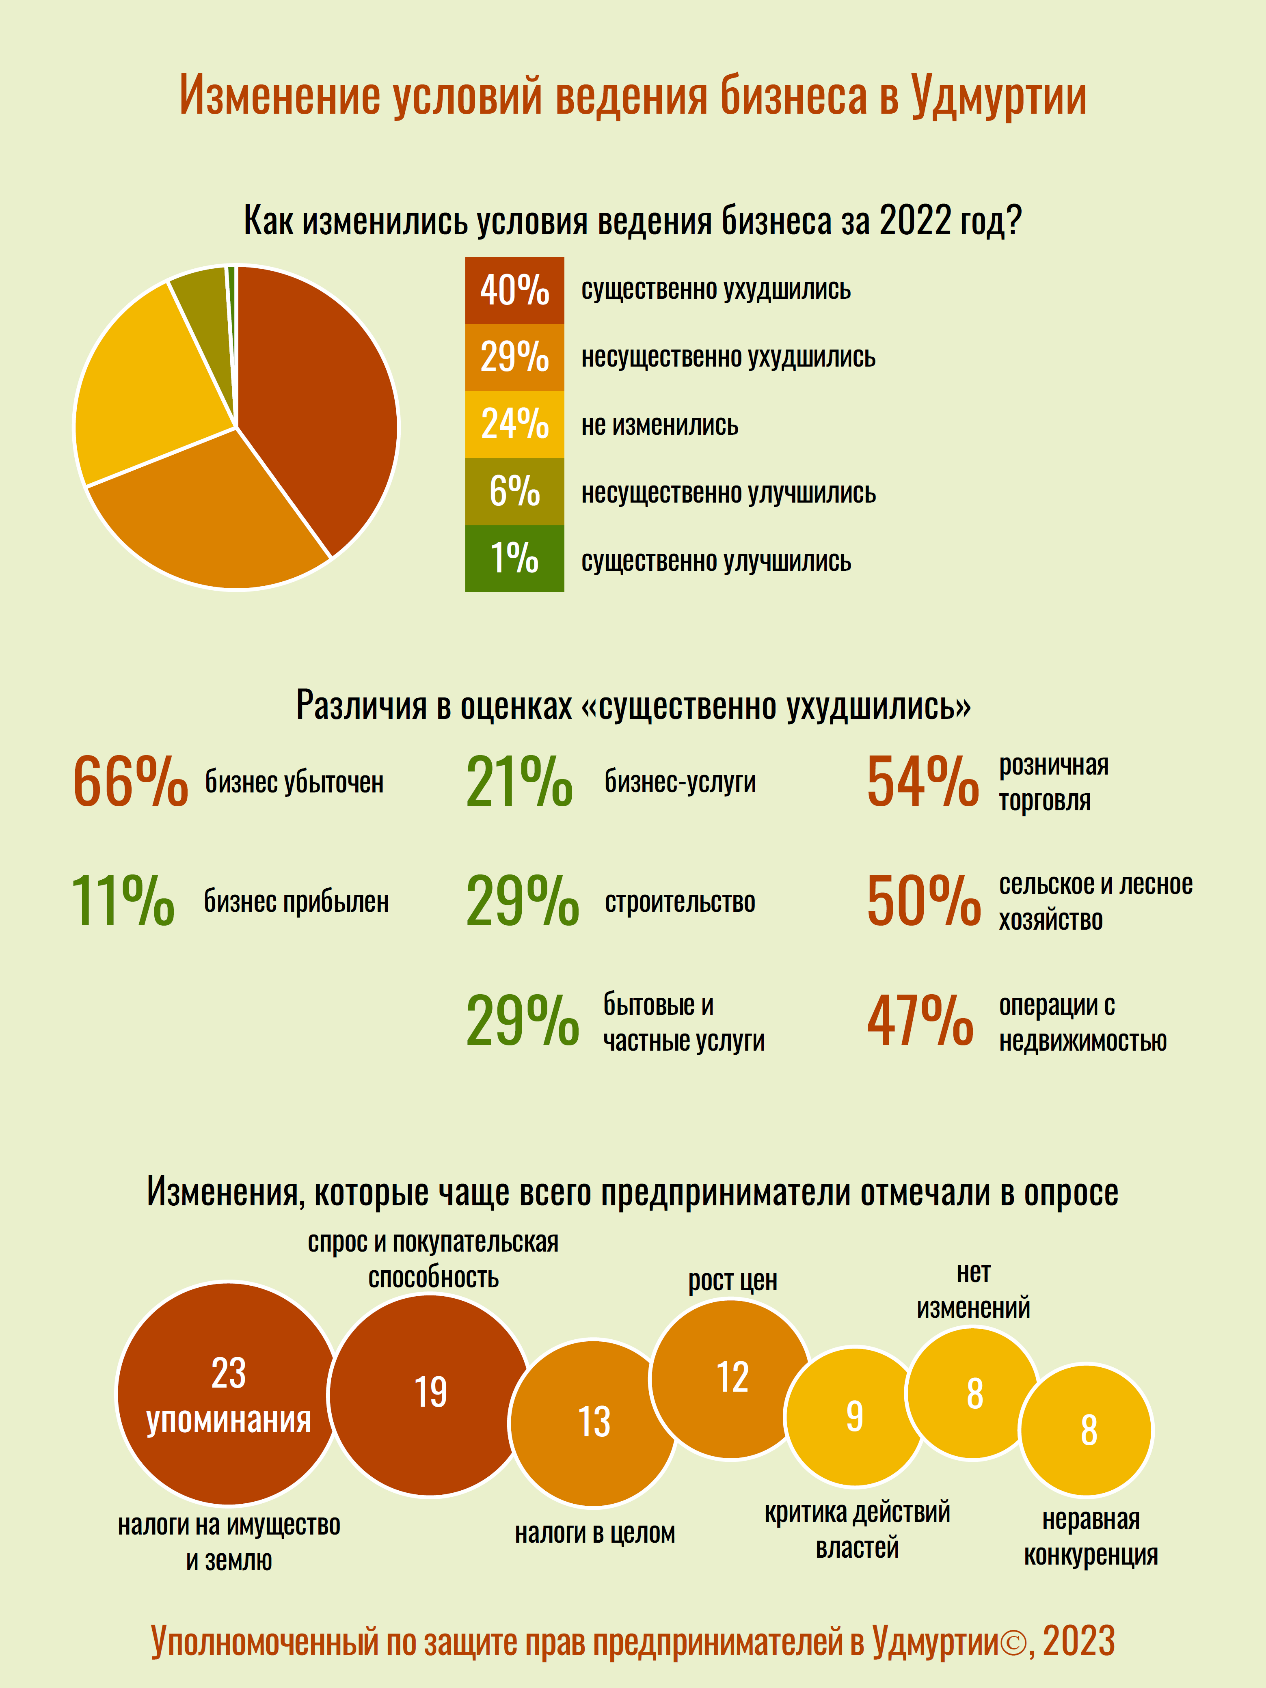 Изменение условий ведения бизнеса в Удмуртии
Как изменились условия ведения бизнеса за 2022 год?
40% существенно ухудшились
29% несущественно ухудшились
24% не изменились
6% несущественно улучшились
1% существенно улучшились
Различия в оценках «существенно ухудшились»
66% бизнес убыточен
11% бизнес прибылен
21% бизнес-услуги
29% строительство
29% бытовые и
частные услуги
54% розничная
торговля
50% сельское и лесное
хозяйство
47% операции с
недвижимостью
Изменения, которые чаще всего предприниматели отмечали в опросе
23
упоминания
налоги на имущество
и землю
спрос и покупательская
способность
19
13
налоги в целом
рост цен
12
9
критика действий
властей
нет
изменений
8
8
неравная
конкуренция
Уполномоченный по защите прав предпринимателей в Удмуртии©, 2023